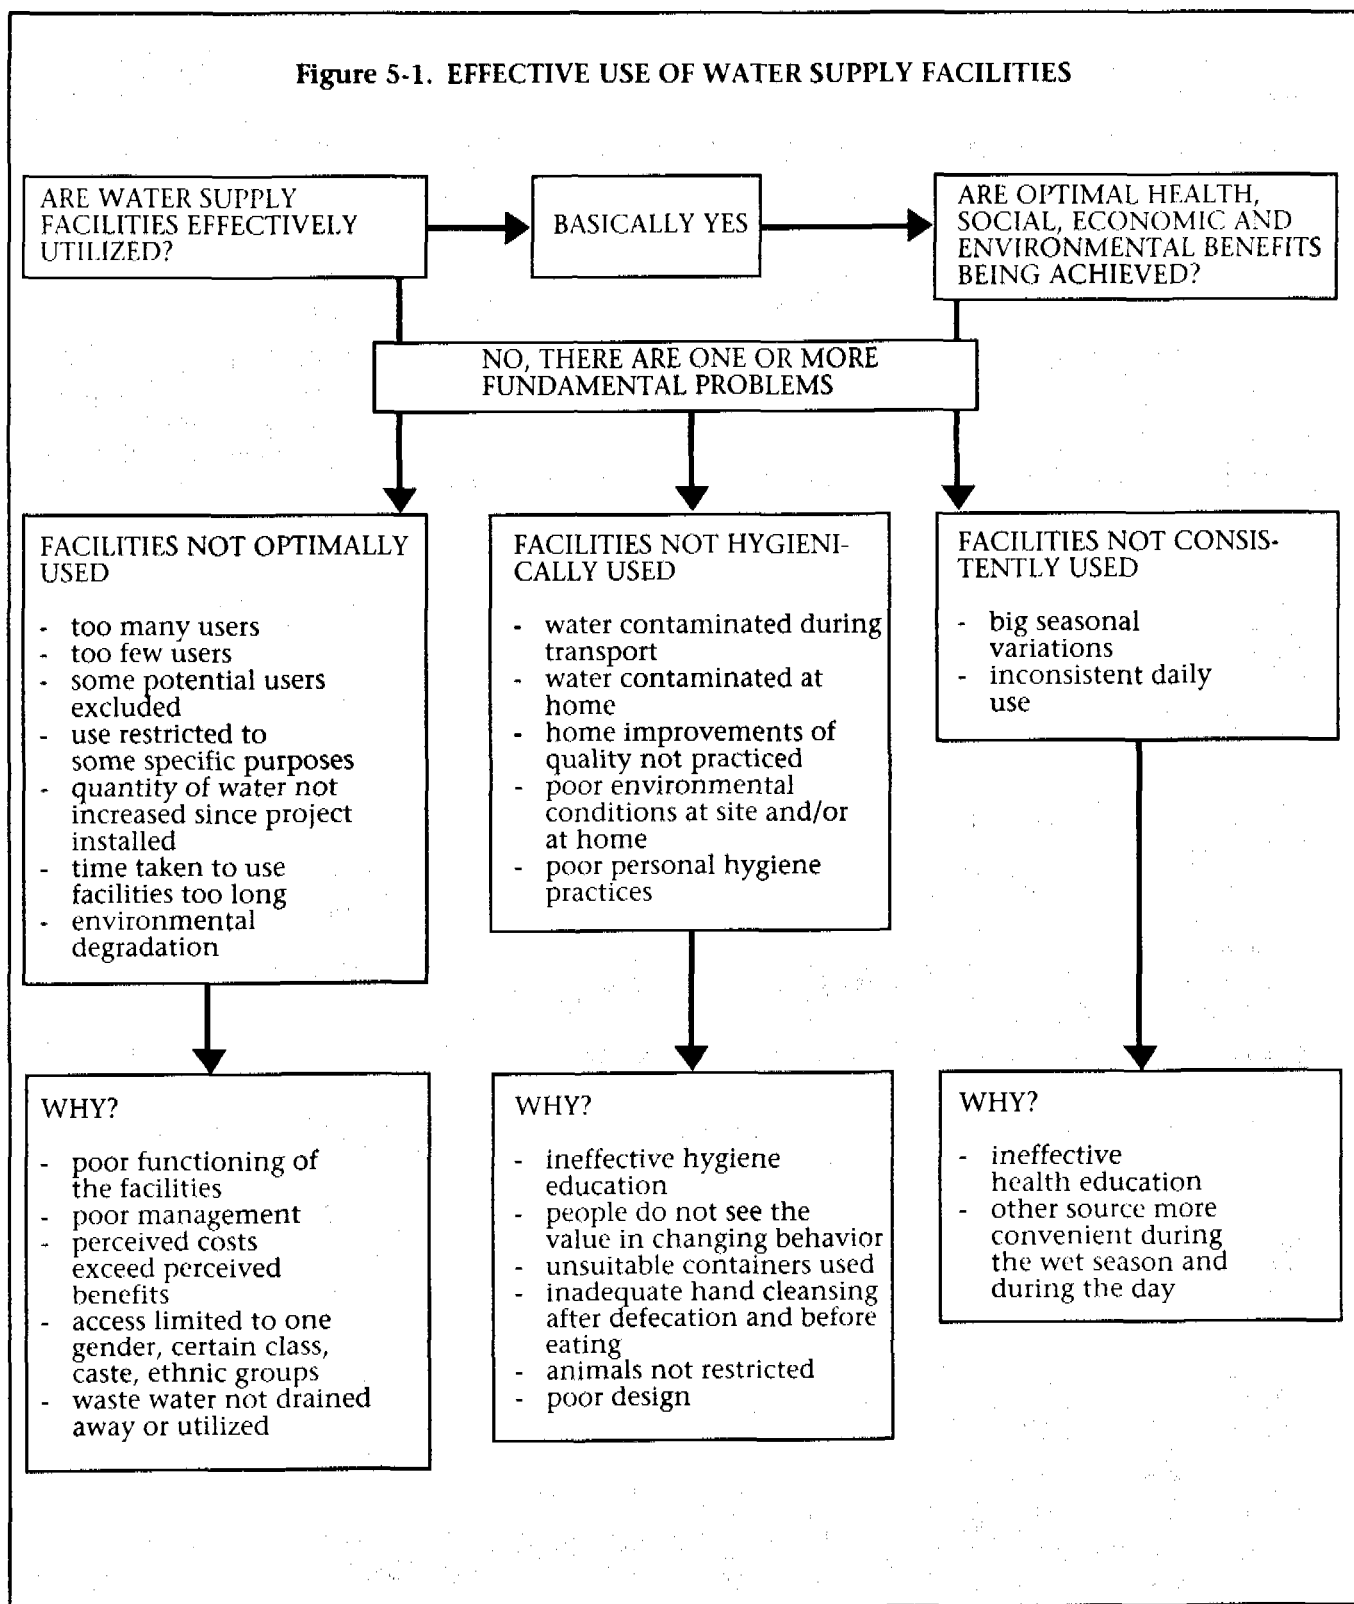 Figure 5-1. EFFECTIVE USE OF WATER SUPPLY FACILITIES
ARE WATER SUPPLY
FACILITIES EFFECTIVELY
UTILIZED?
BASICALLY YES
ARE OPTIMAL HEALTH,
SOCIAL, ECONOMIC AND
ENVIRONMENTAL BENEFITS
BEING ACHIEVED?
NO, THERE ARE ONE OR MORE
FUNDAMENTAL PROBLEMS
FACILITIES NOT OPTIMALLY
USED
- too many users
- too few users
- some potential users
excluded
- use restricted to
some specific purposes
- quantity of water not
increased since project
installed
- time taken to use
facilities too long
- environmental
degradation
FACILITIES NOT HYGIENI-
CALLY USED
- water contaminated during
transport
- water contaminated at
home
- home improvements of
quality not practiced
- poor environmental
conditions at site and/or
at home
- poor personal hygiene
practices
FACILITIES NOT CONSIS-
TENTLY USED
- big seasonal
variations
- inconsistent daily
use
WHY?
- poor functioning of
the facilities
- poor management
- perceived costs
exceed perceived
benefits
- access limited to one
gender, certain class,
caste, ethnic groups
- waste water not drained
away or utilized
WHY?
- ineffective hygiene
education
- people do not see the
value in changing behavior
- unsuitable containers used
- inadequate hand cleansing
after defecation and before
eating
- animals not restricted
- poor design
WHY?
- ineffective
health education
- other source more
convenient during
the wet season and
during the day